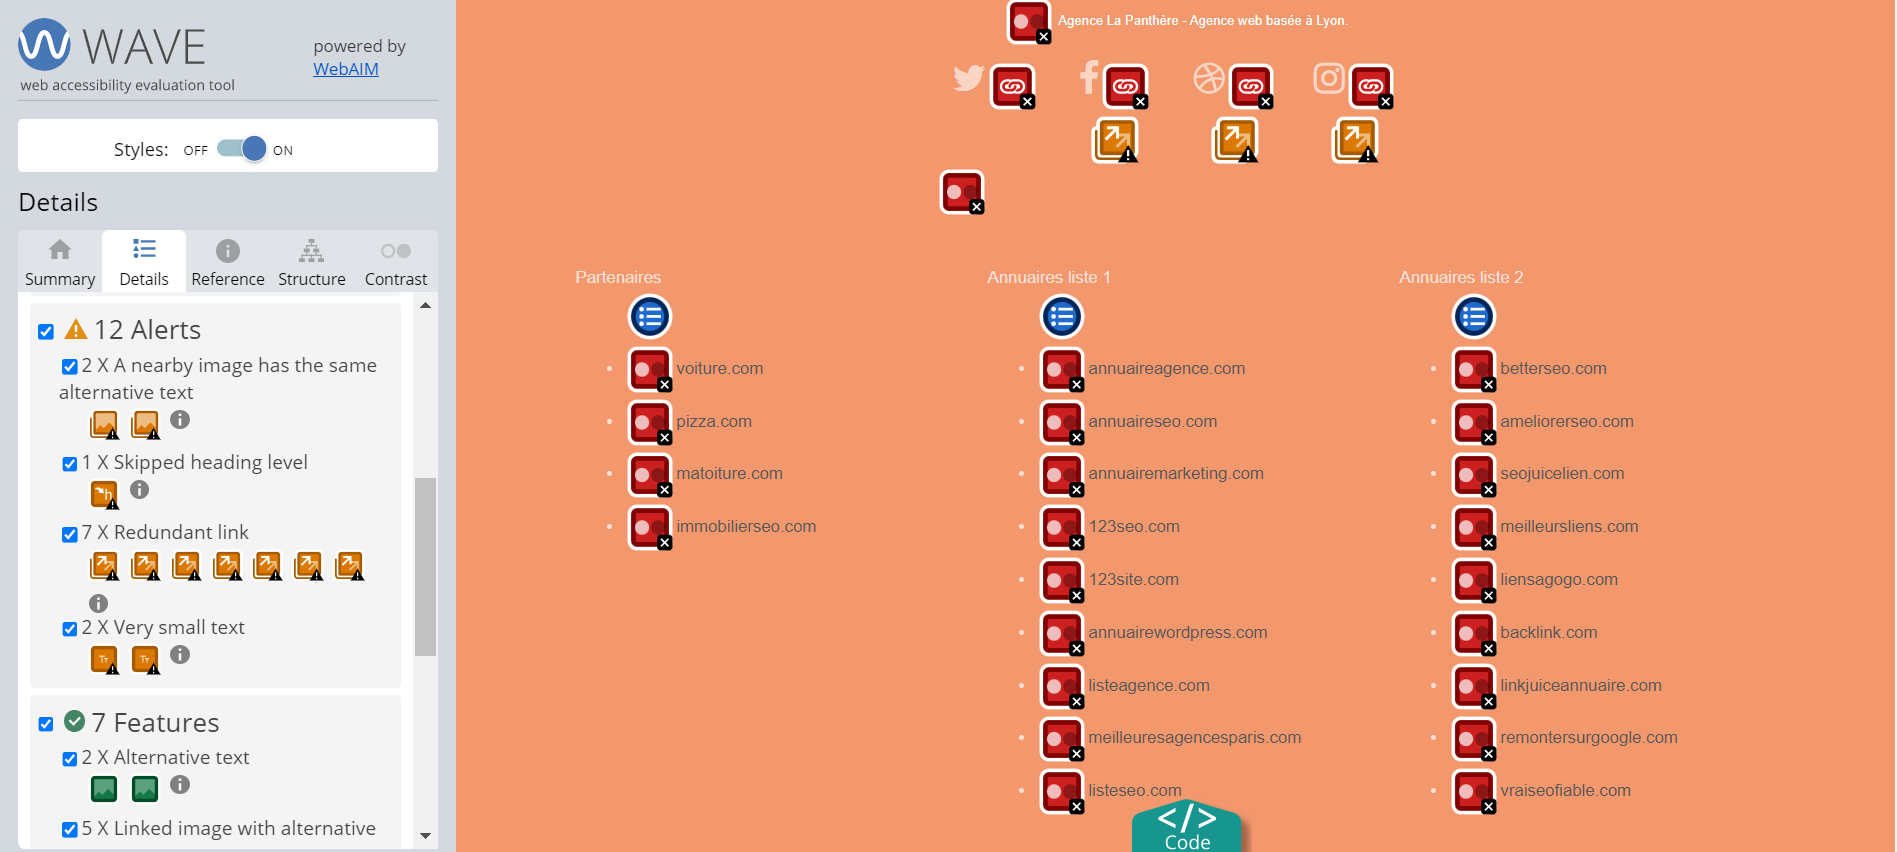 WAVE
powered by
WebAIM
web accessibility evaluation tool
Styles: OFF ON
Details
Summary Details Reference Structure Contrast
12 Alerts
2 X A nearby image has the same
alternative text
1 X Skipped heading level
h
7 X Redundant link
2 X Very small text
TT TT
7 Features
2 X Alternative text
5 X Linked image with alternative
Agence La Panthère - Agence web basée à Lyon.
Partenaires
voiture.com
pizza.com
matoiture.com
immobilierseo.com
Annuaires liste 1
annuaireagence.com
annuaireseo.com
annuairemarketing.com
123seo.com
123site.com
annuairewordpress.com
listeagence.com
meilleuresagencesparis.com
listeseo.com
Annuaires liste 2
betterseo.com
ameliorerseo.com
seojuicelien.com
meilleursliens.com
liensagogo.com
backlink.com
linkjuiceannuaire.com
remontersurgoogle.com
vraiseofiable.com
</> Code